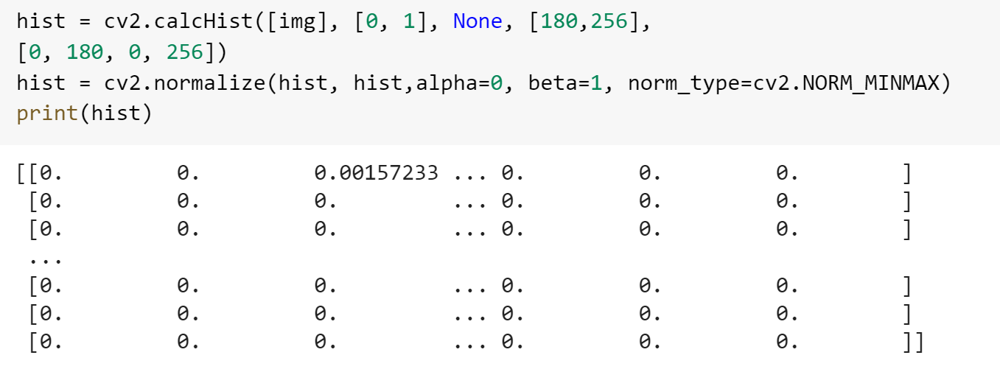 hist = cv2.calcHist([img], [0, 1], None, [180,256],
[0, 180, 0, 256])
hist = cv2.normalize(hist, hist,alpha=0, beta=1, norm_type=cv2.NORM_MINMAX)
print(hist)
[[0.         0.         0.00157233 ... 0.         0.         0.        ]
 [0.         0.         0.         ... 0.         0.         0.        ]
 [0.         0.         0.         ... 0.         0.         0.        ]
 ...
 [0.         0.         0.         ... 0.         0.         0.        ]
 [0.         0.         0.         ... 0.         0.         0.        ]
 [0.         0.         0.         ... 0.         0.         0.        ]]